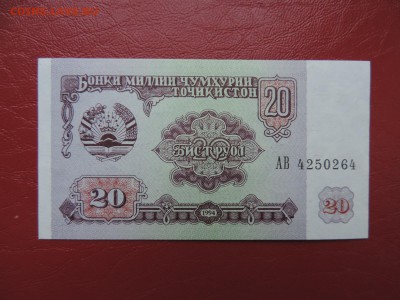 БОНКИ МИЛЛИИ ҶУМҲУРИИ
ТОҶИКИСТОН
20
БИСТ РУБЛ
АВ 4250264
20
1994
20